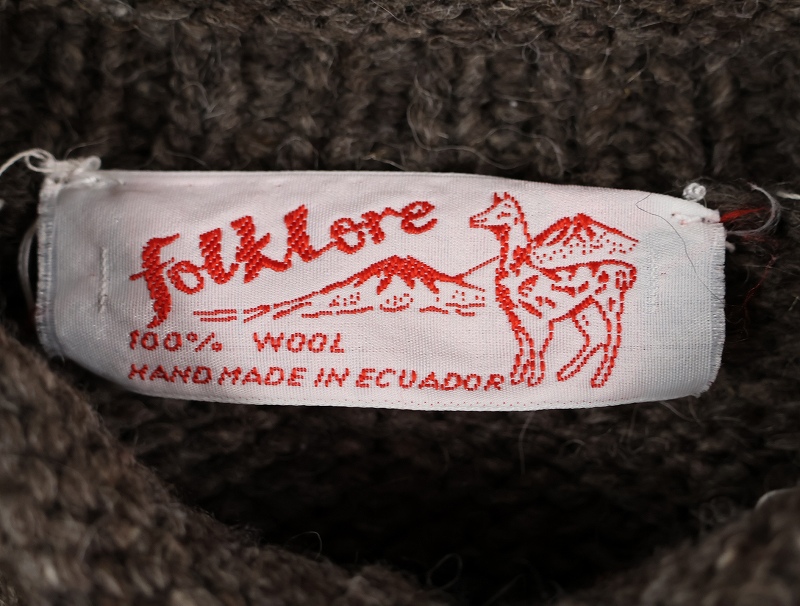 folklore
100% WOOL
HAND MADE IN ECUADOR